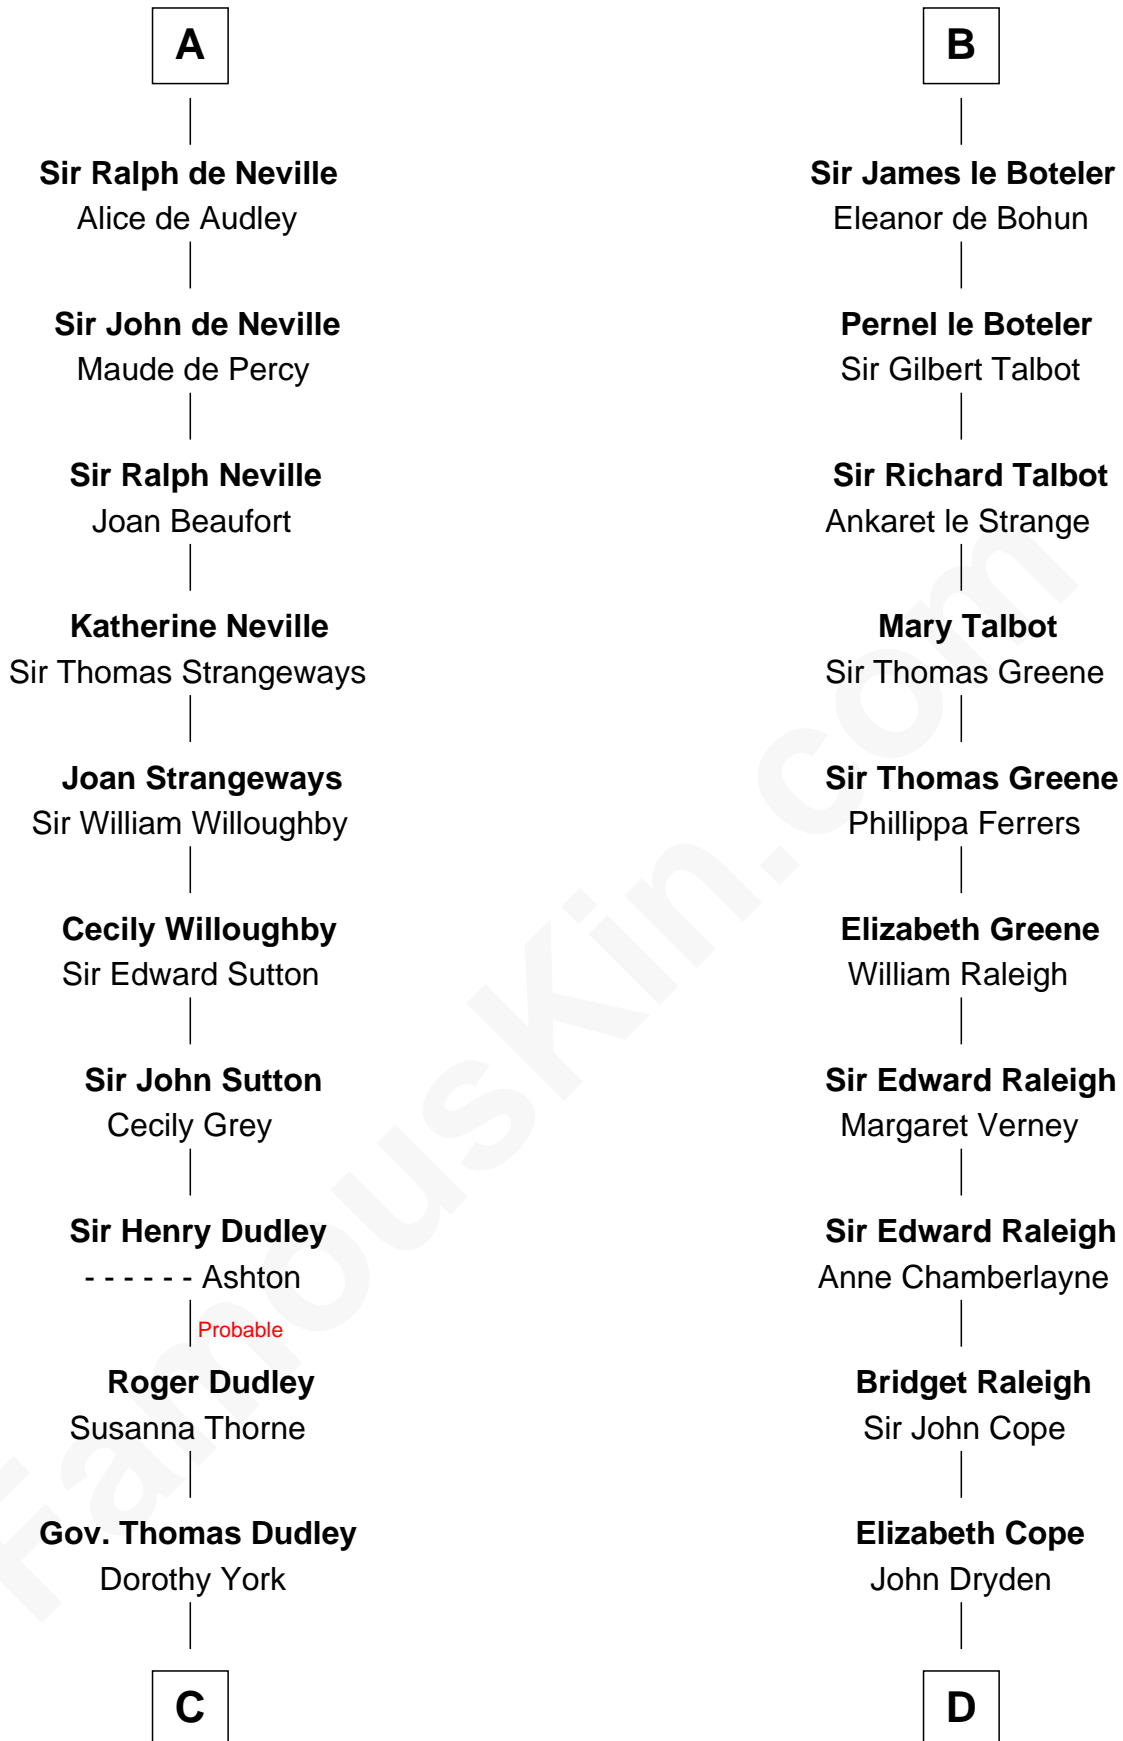 A
Sir Ralph de Neville
Alice de Audley
Sir John de Neville
Maude de Percy
Sir Ralph Neville
Joan Beaufort
Katherine Neville
Sir Thomas Strangeways
Joan Strangeways
Sir William Willoughby
Cecily Willoughby
Sir Edward Sutton
Sir John Sutton
Cecily Grey
Sir Henry Dudley
- - - - - - Ashton
Probable
Roger Dudley
Susanna Thorne
Gov. Thomas Dudley
Dorothy York
C
B
Sir James le Boteler
Eleanor de Bohun
Pernel le Boteler
Sir Gilbert Talbot
Sir Richard Talbot
Ankaret le Strange
Mary Talbot
Sir Thomas Greene
Sir Thomas Greene
Phillippa Ferrers
Elizabeth Greene
William Raleigh
Sir Edward Raleigh
Margaret Verney
Sir Edward Raleigh
Anne Chamberlayne
Bridget Raleigh
Sir John Cope
Elizabeth Cope
John Dryden
D
FamousKin.com